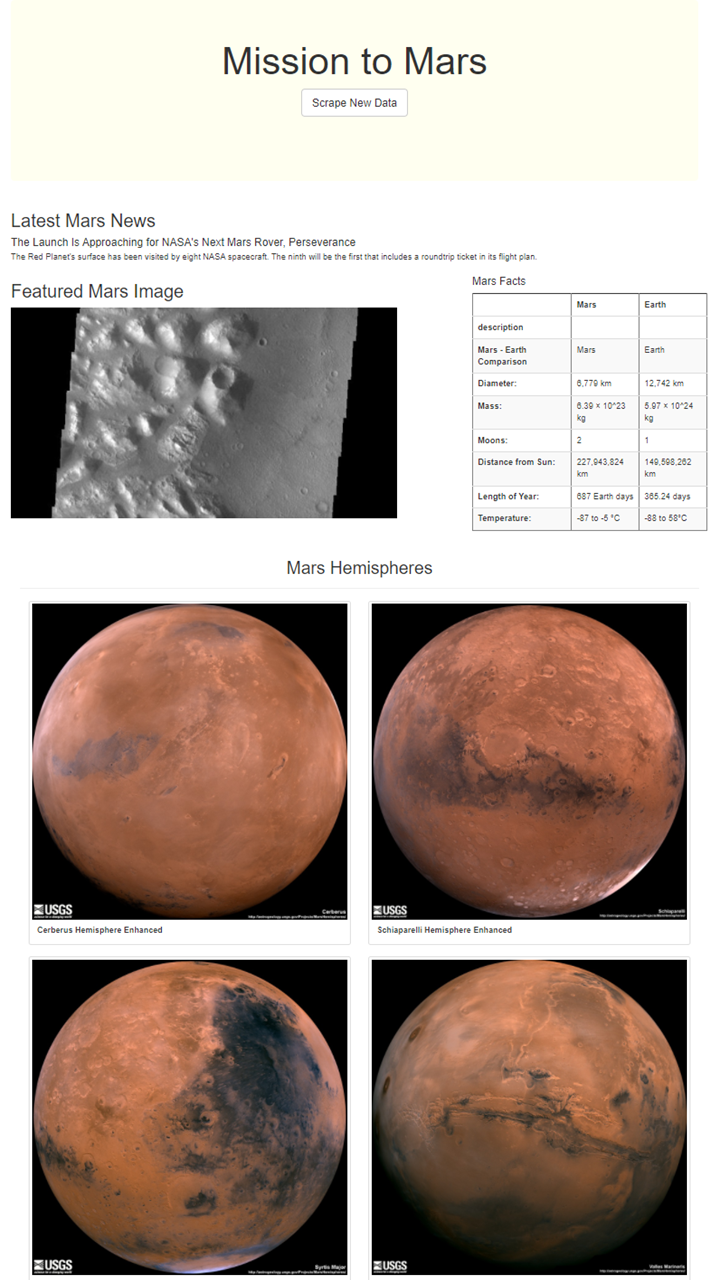 Mission to Mars
Scrape New Data
Latest Mars News
The Launch Is Approaching for NASA's Next Mars Rover, Perseverance
The Red Planet's surface has been visited by eight NASA spacecraft. The ninth will be the first that includes a roundtrip ticket in its flight plan.
Featured Mars Image
Mars Facts
Mars Earth
description
Mars - Earth Mars Earth
Comparison
Diameter: 6,779 km 12,742 km
Mass: 6.39 × 10^23 5.97 × 10^24
kg kg
Moons: 2 1
Distance from Sun: 227,943,824 149,598,262
km km
Length of Year: 687 Earth days 365.24 days
Temperature: -87 to -5 °C -88 to 58°C
Mars Hemispheres
USGS Cerberus
Cerberus Hemisphere Enhanced
USGS Schiaparelli
Schiaparelli Hemisphere Enhanced
USGS Syrtis Major
USGS Valles Marineris